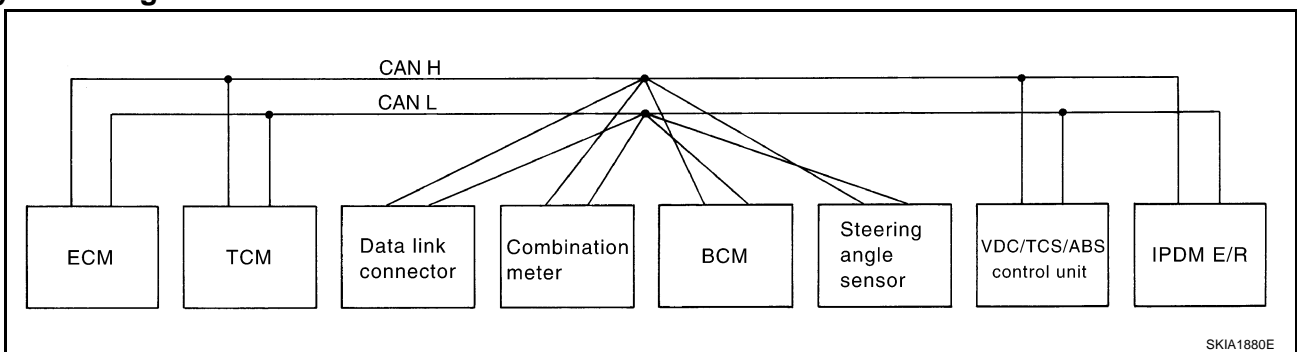 CAN H
CAN L
ECM
TCM
Data link
connector
Combination
meter
BCM
Steering
angle
sensor
VDC/TCS/ABS
control unit
IPDM E/R
SKIA1880E